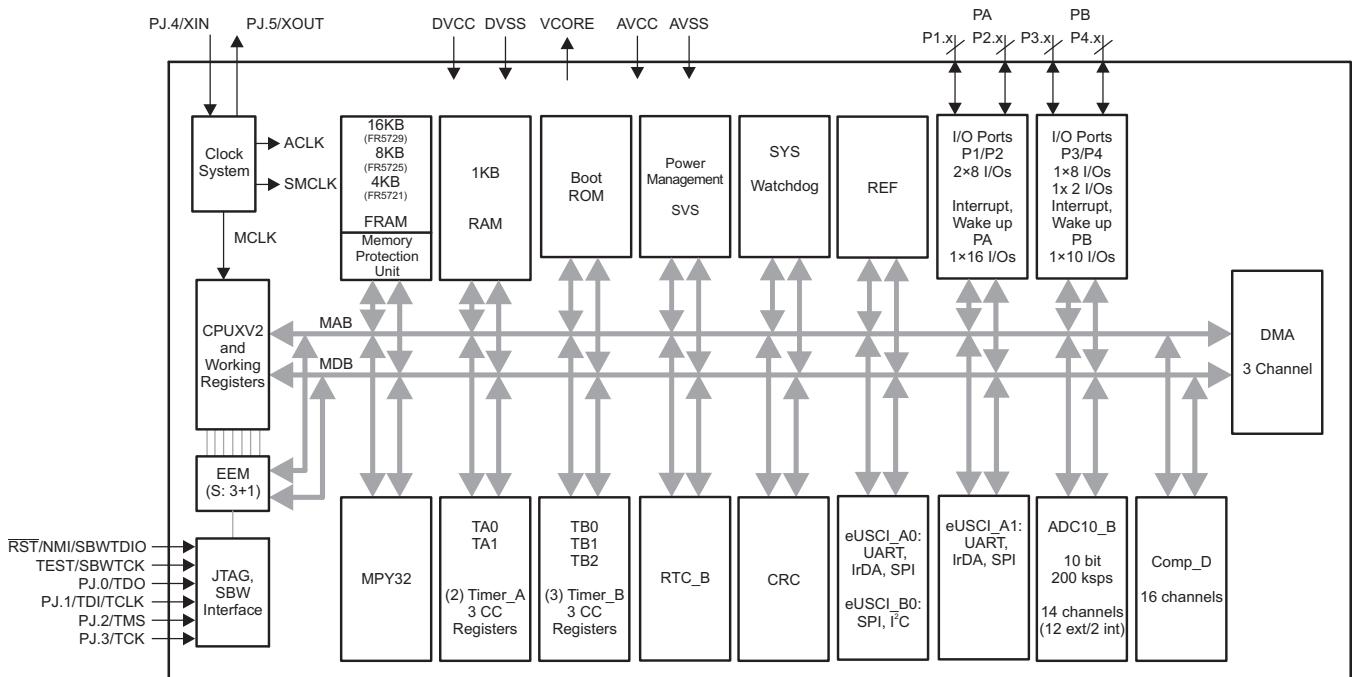 PJ.4/XIN
PJ.5/XOUT
DVCC
DVSS
VCORE
AVCC
AVSS
PA
PB
P1.x
P2.x
P3.x
P4.x
Clock
System
ACLK
SMCLK
MCLK
16KB
(FR5729)
8KB
(FR5725)
4KB
(FR5721)
FRAM
Memory
Protection
Unit
1KB
RAM
Boot
ROM
Power
Management
SVS
SYS
Watchdog
REF
I/O Ports
P1/P2
2×8 I/Os
Interrupt,
Wake up
PA
1×16 I/Os
I/O Ports
P3/P4
1×8 I/Os
1x 2 I/Os
Interrupt,
Wake up
PB
1×10 I/Os
CPUXV2
and
Working
Registers
MAB
MDB
DMA
3 Channel
EEM
(S: 3+1)
RST/NMI/SBWTDIO
TEST/SBWTCK
PJ.0/TDO
PJ.1/TDI/TCLK
PJ.2/TMS
PJ.3/TCK
JTAG,
SBW
Interface
MPY32
TA0
TA1
(2) Timer_A
3 CC
Registers
TB0
TB1
TB2
(3) Timer_B
3 CC
Registers
RTC_B
CRC
eUSCI_A0:
UART,
IrDA, SPI
eUSCI_B0:
SPI, I²C
eUSCI_A1:
UART,
IrDA, SPI
ADC10_B
10 bit
200 ksps
14 channels
(12 ext/2 int)
Comp_D
16 channels